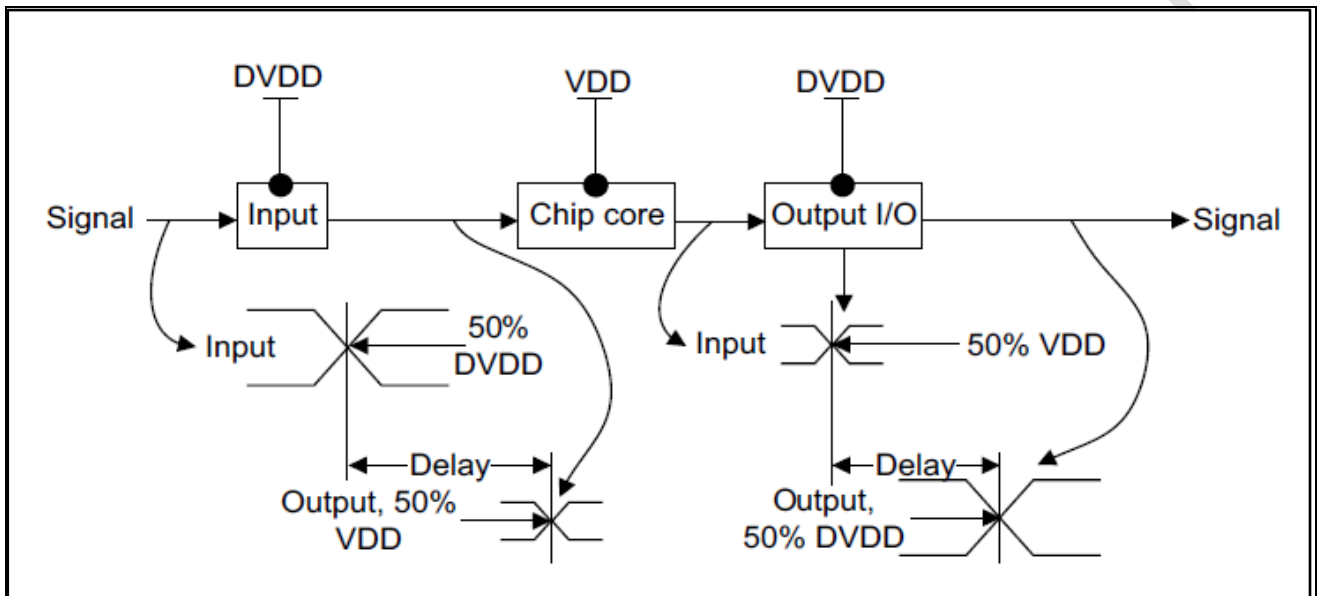 DVDD
VDD
DVDD
Signal
Input
Chip core
Output I/O
Signal
Input
50%
DVDD
Input
50% VDD
Delay
Output, 50%
VDD
Delay
Output,
50% DVDD